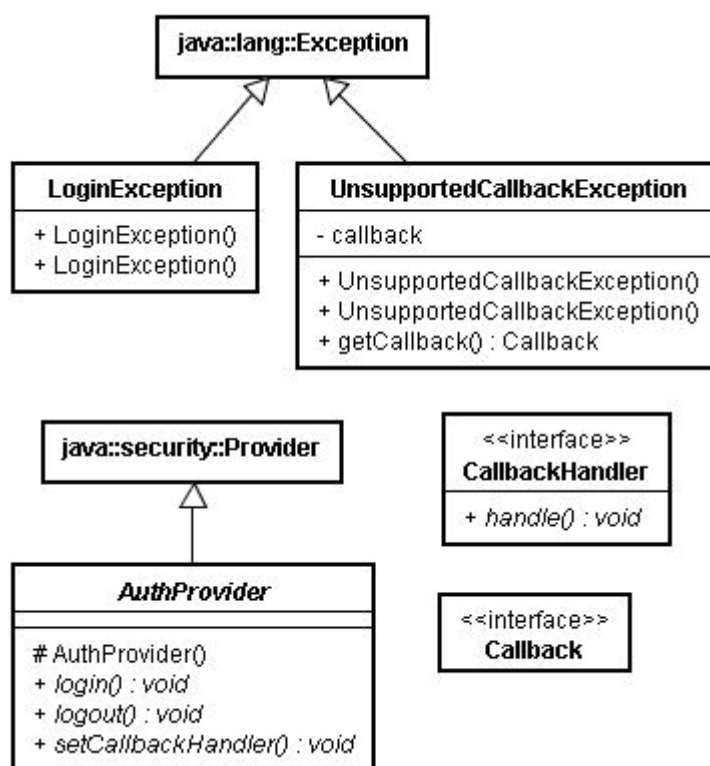 java::lang::Exception
LoginException
+ LoginException()
+ LoginException()
UnsupportedCallbackException
- callback
+ UnsupportedCallbackException()
+ UnsupportedCallbackException()
+ getCallback() : Callback
java::security::Provider
<<interface>>
CallbackHandler
+ handle() : void
AuthProvider
# AuthProvider()
+ login() : void
+ logout() : void
+ setCallbackHandler() : void
<<interface>>
Callback